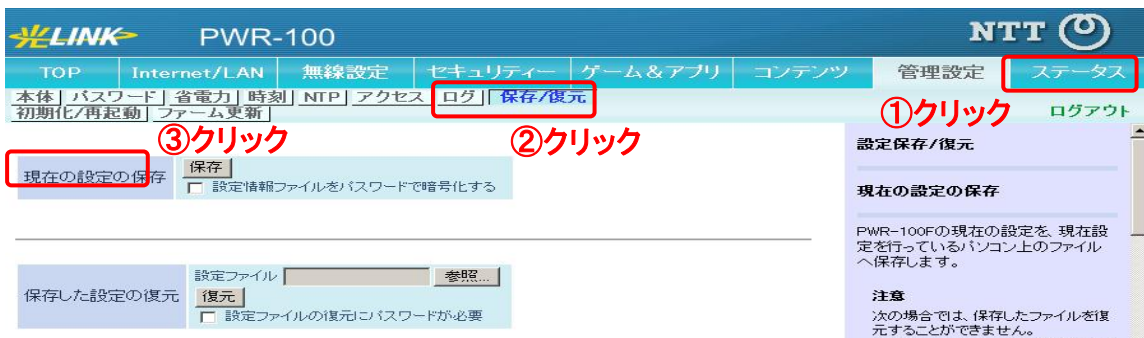 光LINK PWR-100 NTT
TOP Internet/LAN 無線設定 セキュリティー ゲーム＆アプリ コンテンツ 管理設定 ステータス
本体 パスワード 省電力 時刻 NTP アクセス ログ 保存/復元
初期化/再起動 ファーム更新
①クリック
ログアウト
③クリック
②クリック
現在の設定の保存
保存
設定情報ファイルをパスワードで暗号化する
保存した設定の復元
設定ファイル 参照...
復元
設定ファイルの復元にパスワードが必要
設定保存/復元
現在の設定の保存
PWR-100Fの現在の設定を、現在設
定を行っているパソコン上のファイル
へ保存します。
注意
次の場合では、保存したファイルを復
元することができません。